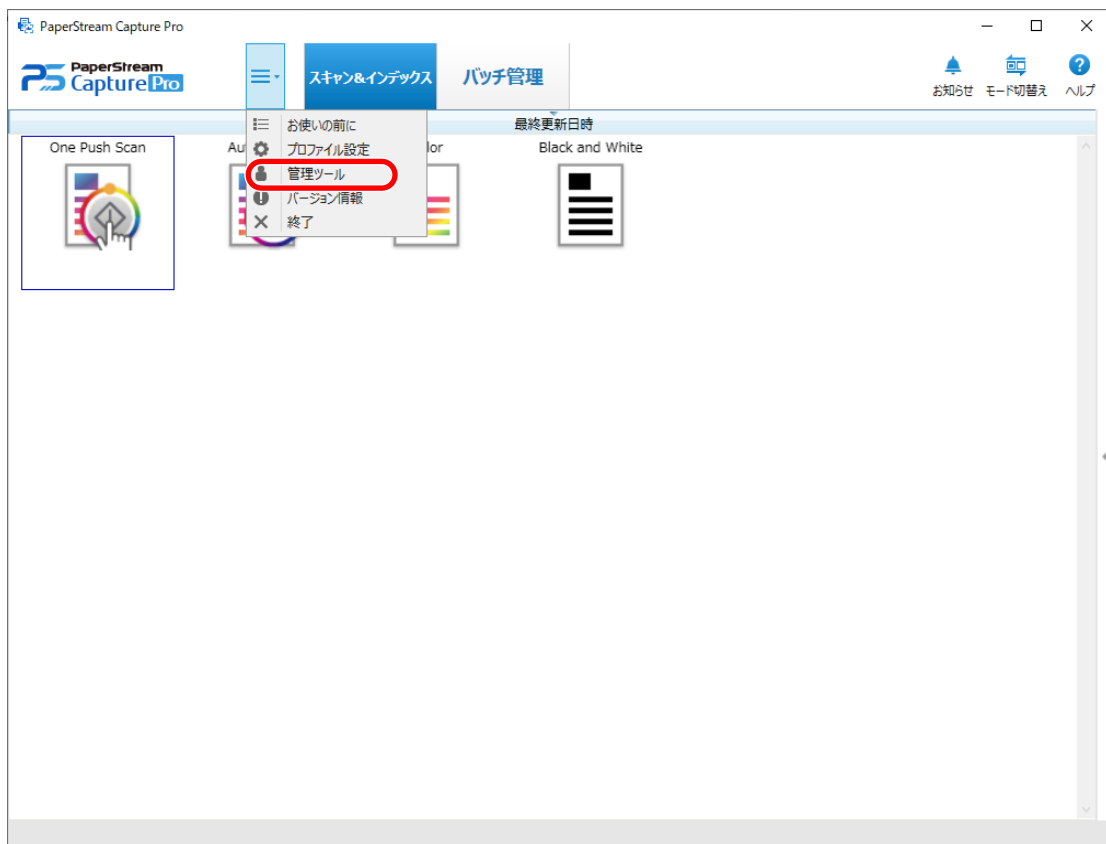 PaperStream Capture Pro
PaperStream
Capture Pro
スキャン&インデックス
バッチ管理
お知らせ
モード切替え
ヘルプ
最終更新日時
お使いの前に
プロファイル設定
管理ツール
バージョン情報
終了
One Push Scan
Au
lor
Black and White